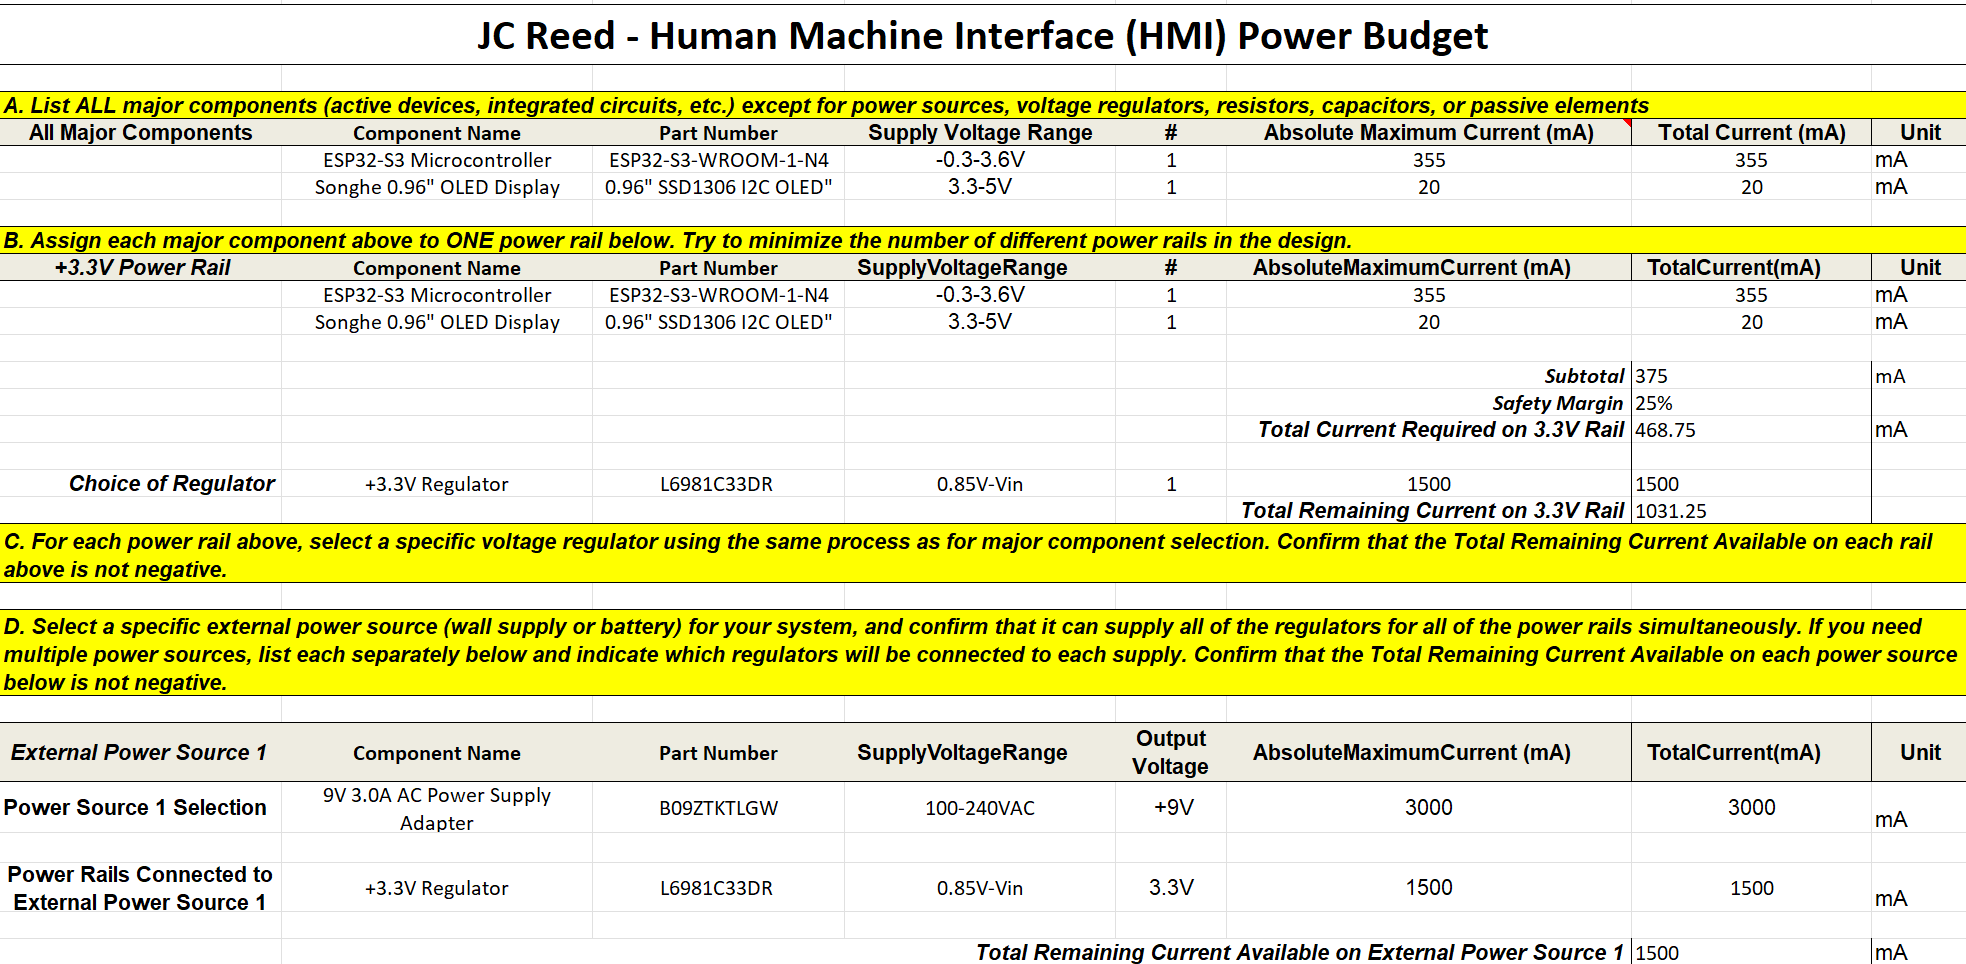 JC Reed - Human Machine Interface (HMI) Power Budget
A. List ALL major components (active devices, integrated circuits, etc.) except for power sources, voltage regulators, resistors, capacitors, or passive elements
All Major Components Component Name Part Number Supply Voltage Range # Absolute Maximum Current (mA) Total Current (mA) Unit
ESP32-S3 Microcontroller ESP32-S3-WROOM-1-N4 -0.3-3.6V 1 355 355 mA
Songhe 0.96" OLED Display 0.96" SSD1306 I2C OLED" 3.3-5V 1 20 20 mA
B. Assign each major component above to ONE power rail below. Try to minimize the number of different power rails in the design.
+3.3V Power Rail Component Name Part Number SupplyVoltageRange # AbsoluteMaximumCurrent (mA) TotalCurrent(mA) Unit
ESP32-S3 Microcontroller ESP32-S3-WROOM-1-N4 -0.3-3.6V 1 355 355 mA
Songhe 0.96" OLED Display 0.96" SSD1306 I2C OLED" 3.3-5V 1 20 20 mA
Subtotal 375 mA
Safety Margin 25%
Total Current Required on 3.3V Rail 468.75 mA
Choice of Regulator +3.3V Regulator L6981C33DR 0.85V-Vin 1 1500 1500
Total Remaining Current on 3.3V Rail 1031.25
C. For each power rail above, select a specific voltage regulator using the same process as for major component selection. Confirm that the Total Remaining Current Available on each rail
above is not negative.
D. Select a specific external power source (wall supply or battery) for your system, and confirm that it can supply all of the regulators for all of the power rails simultaneously. If you need
multiple power sources, list each separately below and indicate which regulators will be connected to each supply. Confirm that the Total Remaining Current Available on each power source
below is not negative.
External Power Source 1 Component Name Part Number SupplyVoltageRange Output
Voltage AbsoluteMaximumCurrent (mA) TotalCurrent(mA) Unit
Power Source 1 Selection 9V 3.0A AC Power Supply
Adapter B09ZTKTLGW 100-240VAC +9V 3000 3000 mA
Power Rails Connected to
External Power Source 1 +3.3V Regulator L6981C33DR 0.85V-Vin 3.3V 1500 1500 mA
Total Remaining Current Available on External Power Source 1 1500 mA